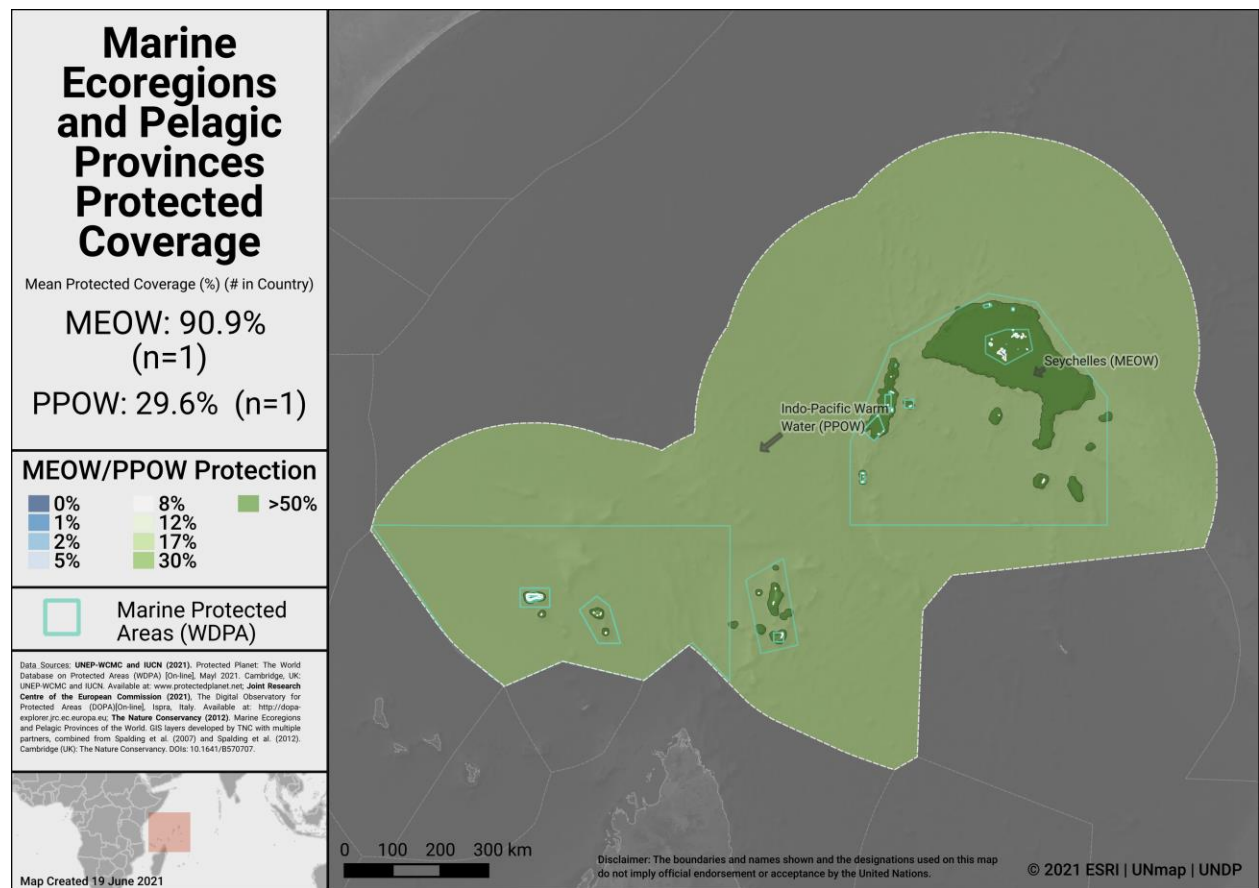 Marine
Ecoregions
and Pelagic
Provinces
Protected
Coverage
Mean Protected Coverage (%) (# in Country)
MEOW: 90.9%
(n=1)
PPOW: 29.6% (n=1)
MEOW/PPOW Protection
0%
1%
2%
5%
8%
12%
17%
30%
>50%
Marine Protected
Areas (WDPA)
Data Sources: UNEP-WCMC and IUCN (2021). Protected Planet: The World
Database on Protected Areas (WDPA) [On-line], Mayl 2021. Cambridge, UK:
UNEP-WCMC and IUCN. Available at: www.protectedplanet.net; Joint Research
Centre of the European Commission (2021), The Digital Observatory for
Protected Areas (DOPA)[On-line], Ispra, Italy. Available at: http://dopa-
explorer.jrc.ec.europa.eu; The Nature Conservancy (2012). Marine Ecoregions
and Pelagic Provinces of the World. GIS layers developed by TNC with multiple
partners, combined from Spalding et al. (2007) and Spalding et al. (2012).
Cambridge (UK): The Nature Conservancy. DOIs: 10.1641/B570707.
Map Created 19 June 2021
Seychelles (MEOW)
Indo-Pacific Warm
Water (PPOW)
0 100 200 300 km
Disclaimer: The boundaries and names shown and the designations used on this map
do not imply official endorsement or acceptance by the United Nations.
© 2021 ESRI | UNmap | UNDP